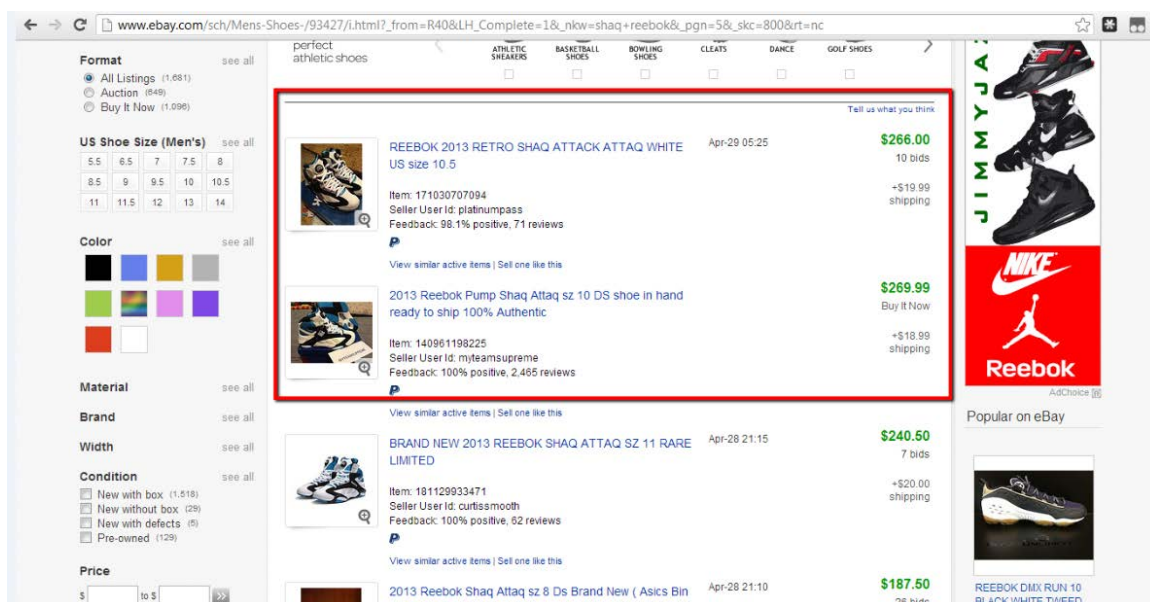 www.ebay.com/sch/Mens-Shoes-/93427/i.html?_from=R40&LH_Complete=1&_nkw=shaq+reebok&_pgn=5&_skc=800&rt=nc
perfect
athletic shoes
ATHLETIC
SNEAKERS
BASKETBALL
SHOES
BOWLING
SHOES
CLEATS
DANCE
GOLF SHOES
Format see all
All Listings (1,681)
Auction (649)
Buy It Now (1,096)
US Shoe Size (Men's) see all
5.5 6.5 7 7.5 8
8.5 9 9.5 10 10.5
11 11.5 12 13 14
Color see all
Material see all
Brand see all
Width see all
Condition see all
New with box (1,518)
New without box (29)
New with defects (5)
Pre-owned (129)
Price
$ to $ >>
Tell us what you think
REEBOK 2013 RETRO SHAQ ATTACK ATTAQ WHITE
US size 10.5
Apr-29 05:25
$266.00
10 bids
+$19.99
shipping
Item: 171030707094
Seller User Id: platinumpass
Feedback: 98.1% positive, 71 reviews
View similar active items | Sell one like this
2013 Reebok Pump Shaq Attaq sz 10 DS shoe in hand
ready to ship 100% Authentic
$269.99
Buy It Now
+$18.99
shipping
Item: 140961198225
Seller User Id: myteamsupreme
Feedback: 100% positive, 2,465 reviews
View similar active items | Sell one like this
BRAND NEW 2013 REEBOK SHAQ ATTAQ SZ 11 RARE
LIMITED
Apr-28 21:15
$240.50
7 bids
+$20.00
shipping
Item: 181129933471
Seller User Id: curtissmooth
Feedback: 100% positive, 62 reviews
View similar active items | Sell one like this
2013 Reebok Shaq Attaq sz 8 Ds Brand New ( Asics Bin
Apr-28 21:10
$187.50
26 bids
JIMMYJAZ
NIKE
Reebok
AdChoice
Popular on eBay
REEBOK DMX RUN 10
BLACK WHITE TWEED